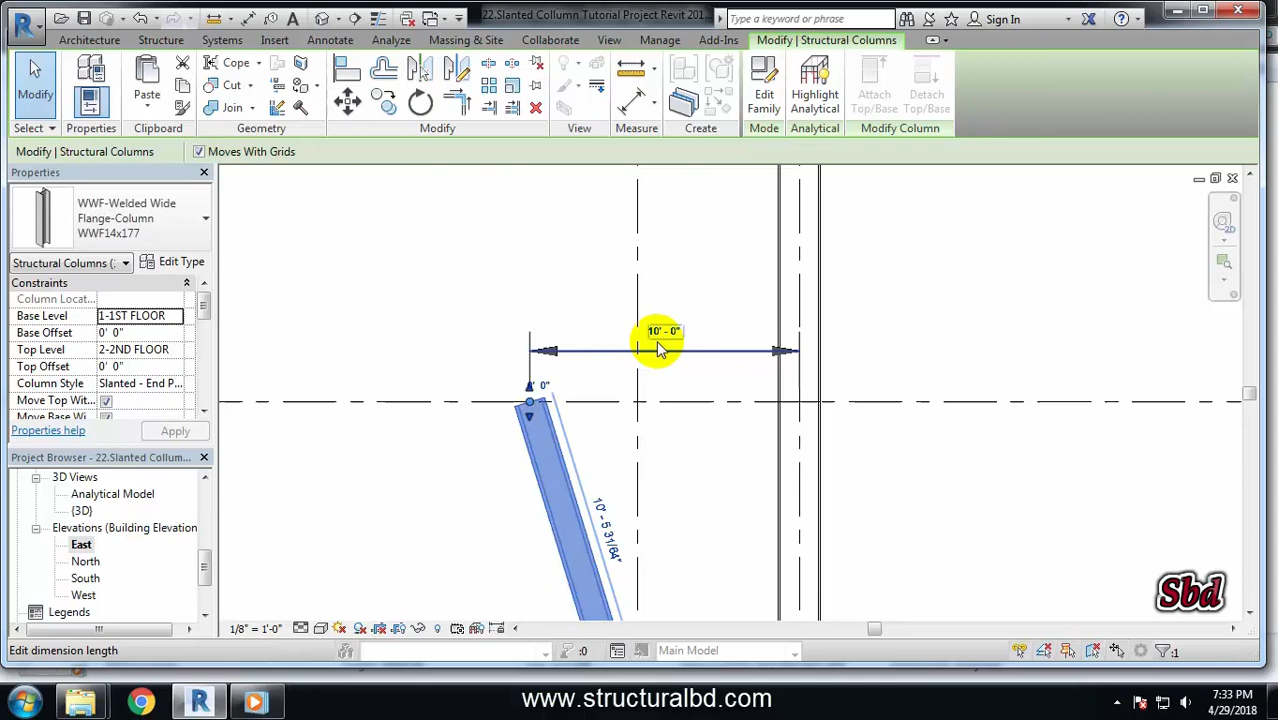 22.Slanted Collumn Tutorial Project Revit 201...
Type a keyword or phrase
Sign In
Architecture
Structure
Systems
Insert
Annotate
Analyze
Massing & Site
Collaborate
View
Manage
Add-Ins
Modify | Structural Columns
Modify
Paste
Cope
Cut
Join
Edit
Family
Highlight
Analytical
Attach
Top/Base
Detach
Top/Base
Select
Properties
Clipboard
Geometry
Modify
View
Measure
Create
Mode
Analytical
Modify Column
Modify | Structural Columns
Moves With Grids
Properties
WWF-Welded Wide
Flange-Column
WWF14x177
Structural Columns (
Edit Type
Constraints
Column Locat...
Base Level 1-1ST FLOOR
Base Offset 0' 0"
Top Level 2-2ND FLOOR
Top Offset 0' 0"
Column Style Slanted - End P...
Move Top Wit...
Move Base Wi...
Properties help
Apply
Project Browser - 22.Slanted Collum...
3D Views
Analytical Model
{3D}
Elevations (Building Elevation
East
North
South
West
Legends
10' - 0"
0"
10' - 5 31/64"
2D
Sbd
1/8" = 1'-0"
Edit dimension length
:0
Main Model
:1
www.structuralbd.com
7:33 PM
4/29/2018